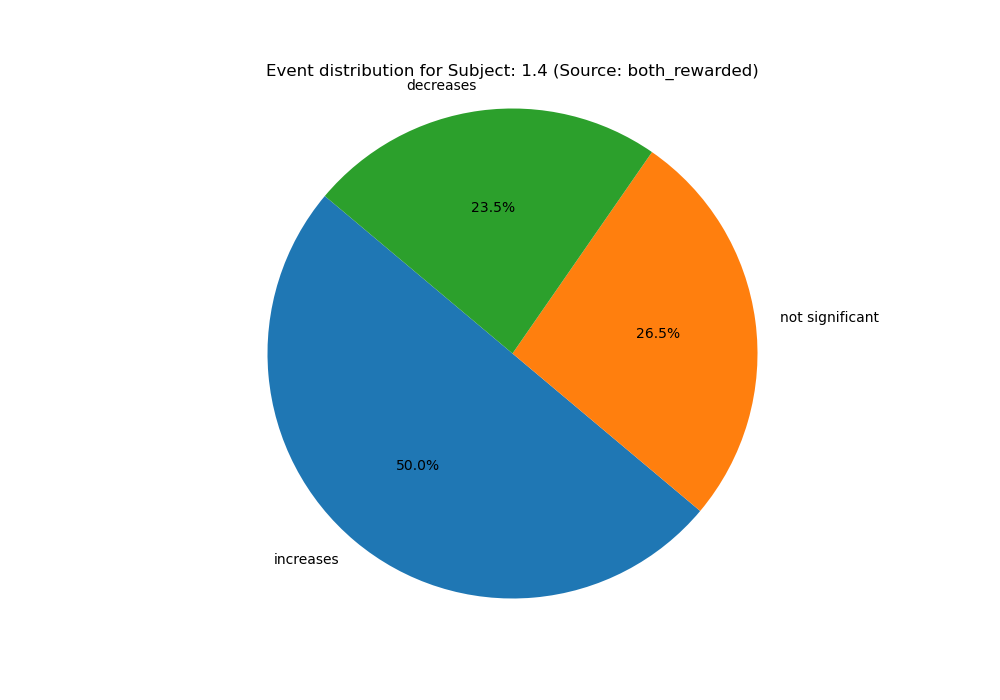 Event distribution for Subject: 1.4 (Source: both_rewarded)
decreases
23.5%
not significant
26.5%
50.0%
increases